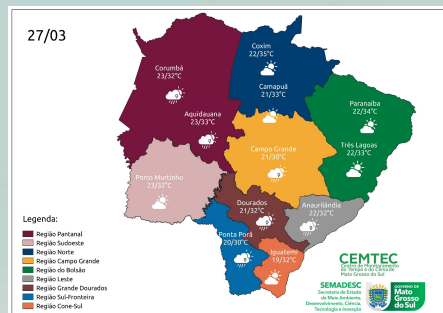 27/03
Coxim
22/35°C
Corumbá
23/32°C
Camapuã
21/33°C
Paranaíba
22/34°C
Aquidauana
23/33°C
Campo Grande
21/30°C
Três Lagoas
22/33°C
Porto Murtinho
23/32°C
Dourados
21/32°C
Anaurilândia
22/32°C
Ponta Porã
20/30°C
Iguatemi
19/32°C
Legenda:
Região Pantanal
Região Sudoeste
Região Norte
Região Campo Grande
Região do Bolsão
Região Leste
Região Grande Dourados
Região Sul-Fronteira
Região Cone-Sul
CEMTEC
Centro de Monitoramento
do Tempo e do Clima de
Mato Grosso do Sul
SEMADESC
Secretaria de Estado
de Meio Ambiente,
Desenvolvimento, Ciência,
Tecnologia e Inovação
GOVERNO DE
Mato
Grosso
do Sul